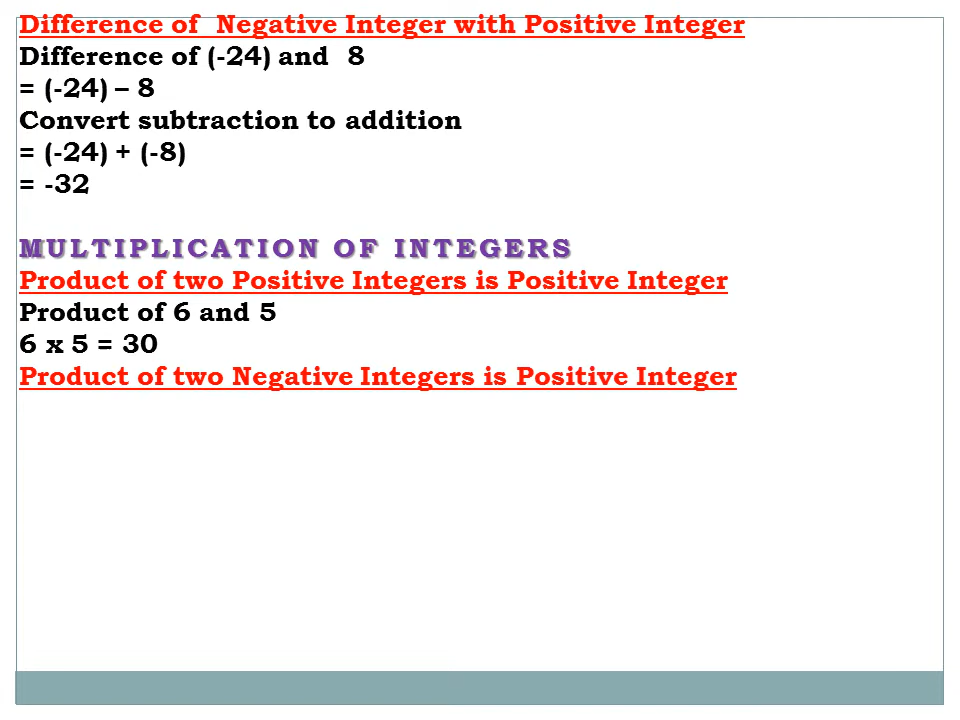 Difference of  Negative Integer with Positive Integer
Difference of (-24) and  8
= (-24) – 8
Convert subtraction to addition
= (-24) + (-8)
= -32
MULTIPLICATION OF INTEGERS
Product of two Positive Integers is Positive Integer
Product of 6 and 5
6 x 5 = 30
Product of two Negative Integers is Positive Integer